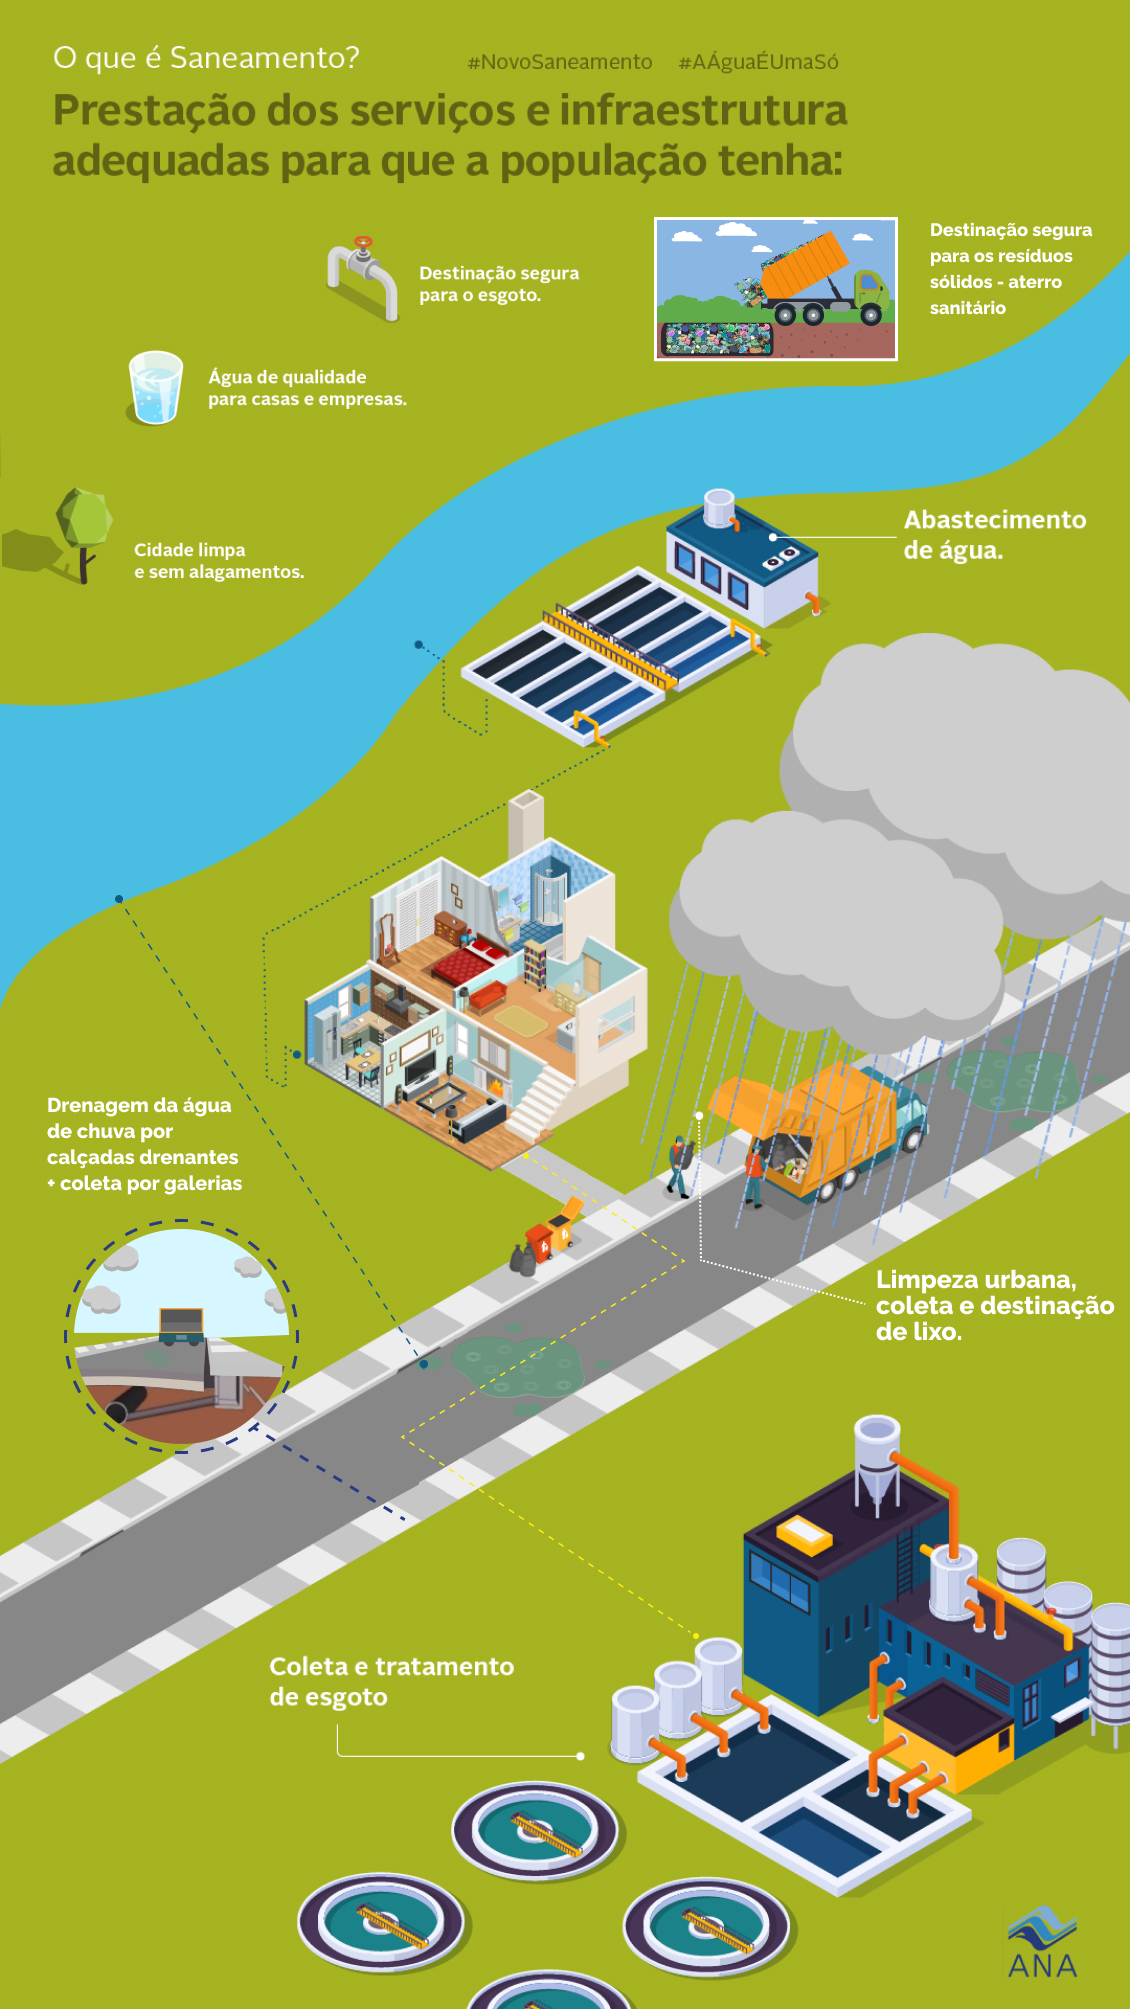 O que é Saneamento?
#NovoSaneamento #AÁguaÉUmaSó
Prestação dos serviços e infraestrutura
adequadas para que a população tenha:
Destinação segura
para os resíduos
sólidos - aterro
sanitário
Destinação segura
para o esgoto.
Água de qualidade
para casas e empresas.
Cidade limpa
e sem alagamentos.
Abastecimento
de água.
Drenagem da água
de chuva por
calçadas drenantes
+ coleta por galerias
Limpeza urbana,
coleta e destinação
de lixo.
Coleta e tratamento
de esgoto
ANA